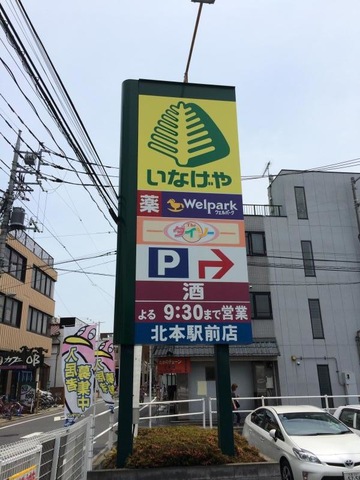 いなげや
薬 Welpark
ウェルパーク
The
ダイソー
P
酒
よる 9:30まで営業
北本駅前店